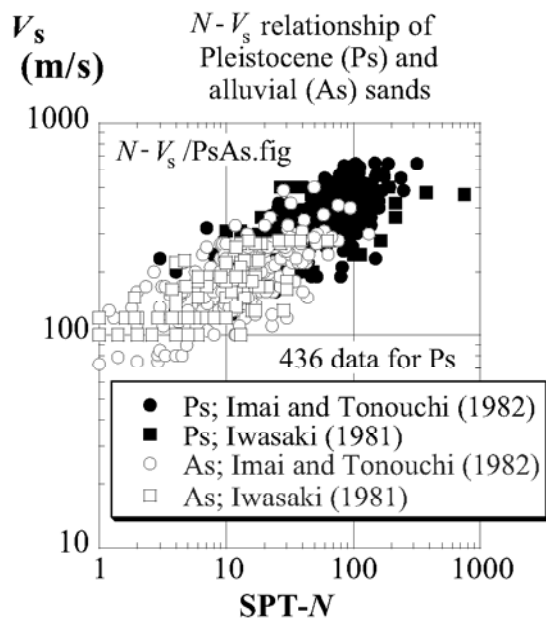 Vs
(m/s)
N-Vs relationship of
Pleistocene (Ps) and
alluvial (As) sands
1000
N-Vs/PsAs.fig
100
436 data for Ps
Ps; Imai and Tonouchi (1982)
Ps; Iwasaki (1981)
As; Imai and Tonouchi (1982)
As; Iwasaki (1981)
10
1 10 100 1000
SPT-N